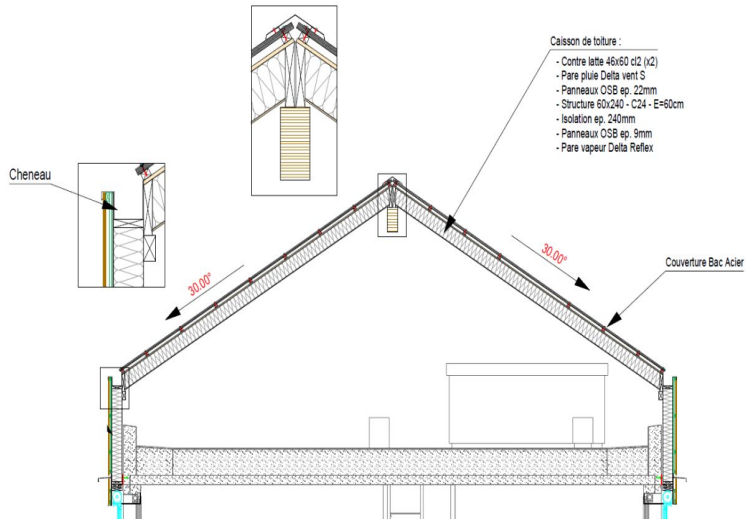 Caisson de toiture :
- Contre latte 46x60 cl2 (x2)
- Pare pluie Delta vent S
- Panneaux OSB ep. 22mm
- Structure 60x240 - C24 - E=60cm
- Isolation ep. 240mm
- Panneaux OSB ep. 9mm
- Pare vapeur Delta Reflex
Cheneau
30.00°
30.00°
Couverture Bac Acier